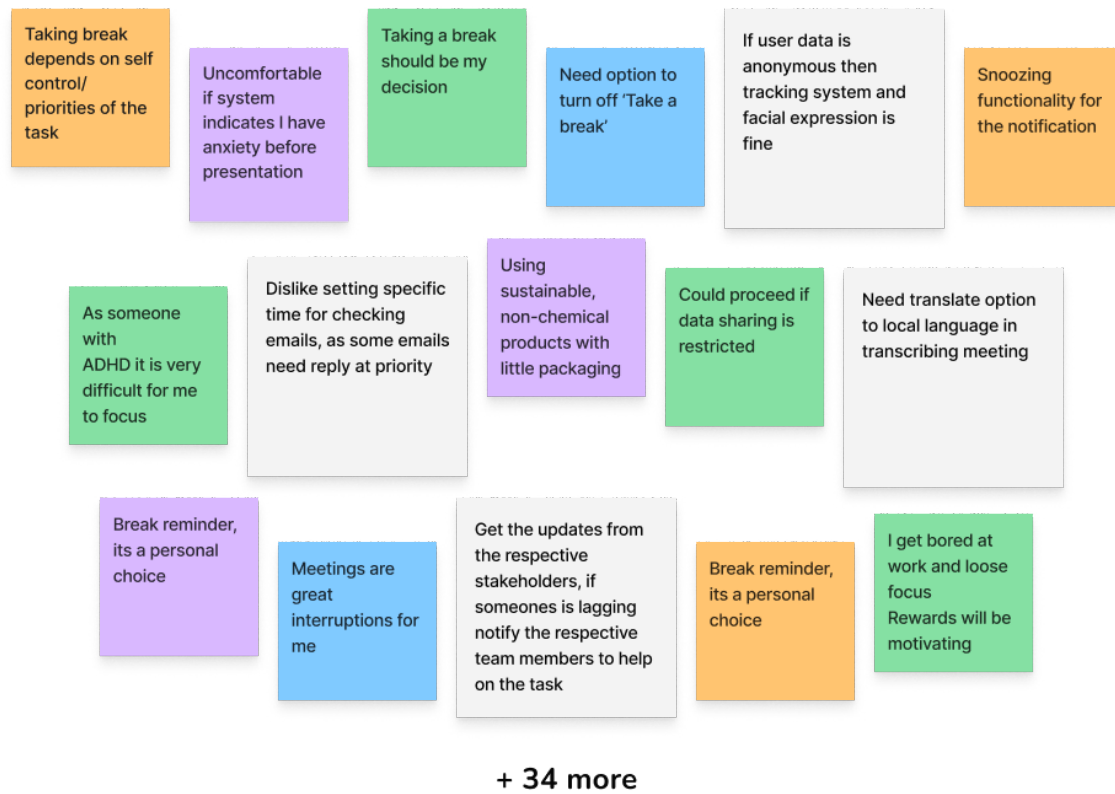 Taking break
depends on self
control/
priorities of the
task
Uncomfortable
if system
indicates I have
anxiety before
presentation
Taking a break
should be my
decision
Need option to
turn off ‘Take a
break’
If user data is
anonymous then
tracking system and
facial expression is
fine
Snoozing
functionality for
the notification
As someone
with
ADHD it is very
difficult for me
to focus
Dislike setting specific
time for checking
emails, as some emails
need reply at priority
Using
sustainable,
non-chemical
products with
little packaging
Could proceed if
data sharing is
restricted
Need translate option
to local language in
transcribing meeting
Break reminder,
its a personal
choice
Meetings are
great
interruptions for
me
Get the updates from
the respective
stakeholders, if
someones is lagging
notify the respective
team members to help
on the task
Break reminder,
its a personal
choice
I get bored at
work and loose
focus
Rewards will be
motivating
+ 34 more